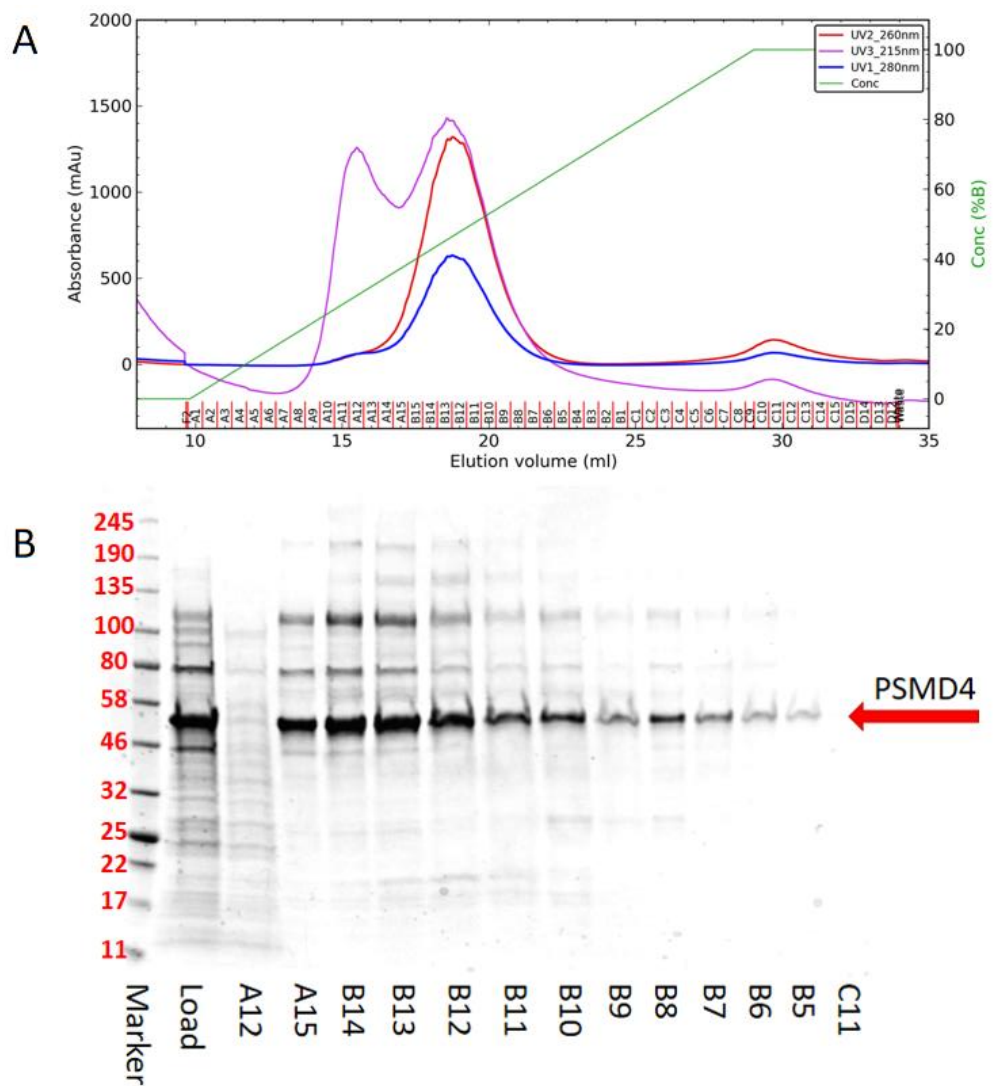 A
2000
1500
1000
500
0
Absorbance (mAu)
UV2_260nm
UV3_215nm
UV1_280nm
Conc
100
80
60
40
20
0
Conc (%B)
F2 A1 A2 A3 A4 A5 A6 A7 A8 A9 A10 A11 A12 A13 A14 A15 B15 B14 B13 B12 B11 B10 B9 B8 B7 B6 B5 B4 B3 B2 B1 C1 C2 C3 C4 C5 C6 C7 C8 C9 C10 C11 C12 C13 C14 C15 D15 D14 D13 D12 Waste
10 15 20 25 30 35
Elution volume (ml)
B
245
190
135
100
80
58
46
32
25
22
17
11
PSMD4
Marker Load A12 A15 B14 B13 B12 B11 B10 B9 B8 B7 B6 B5 C11